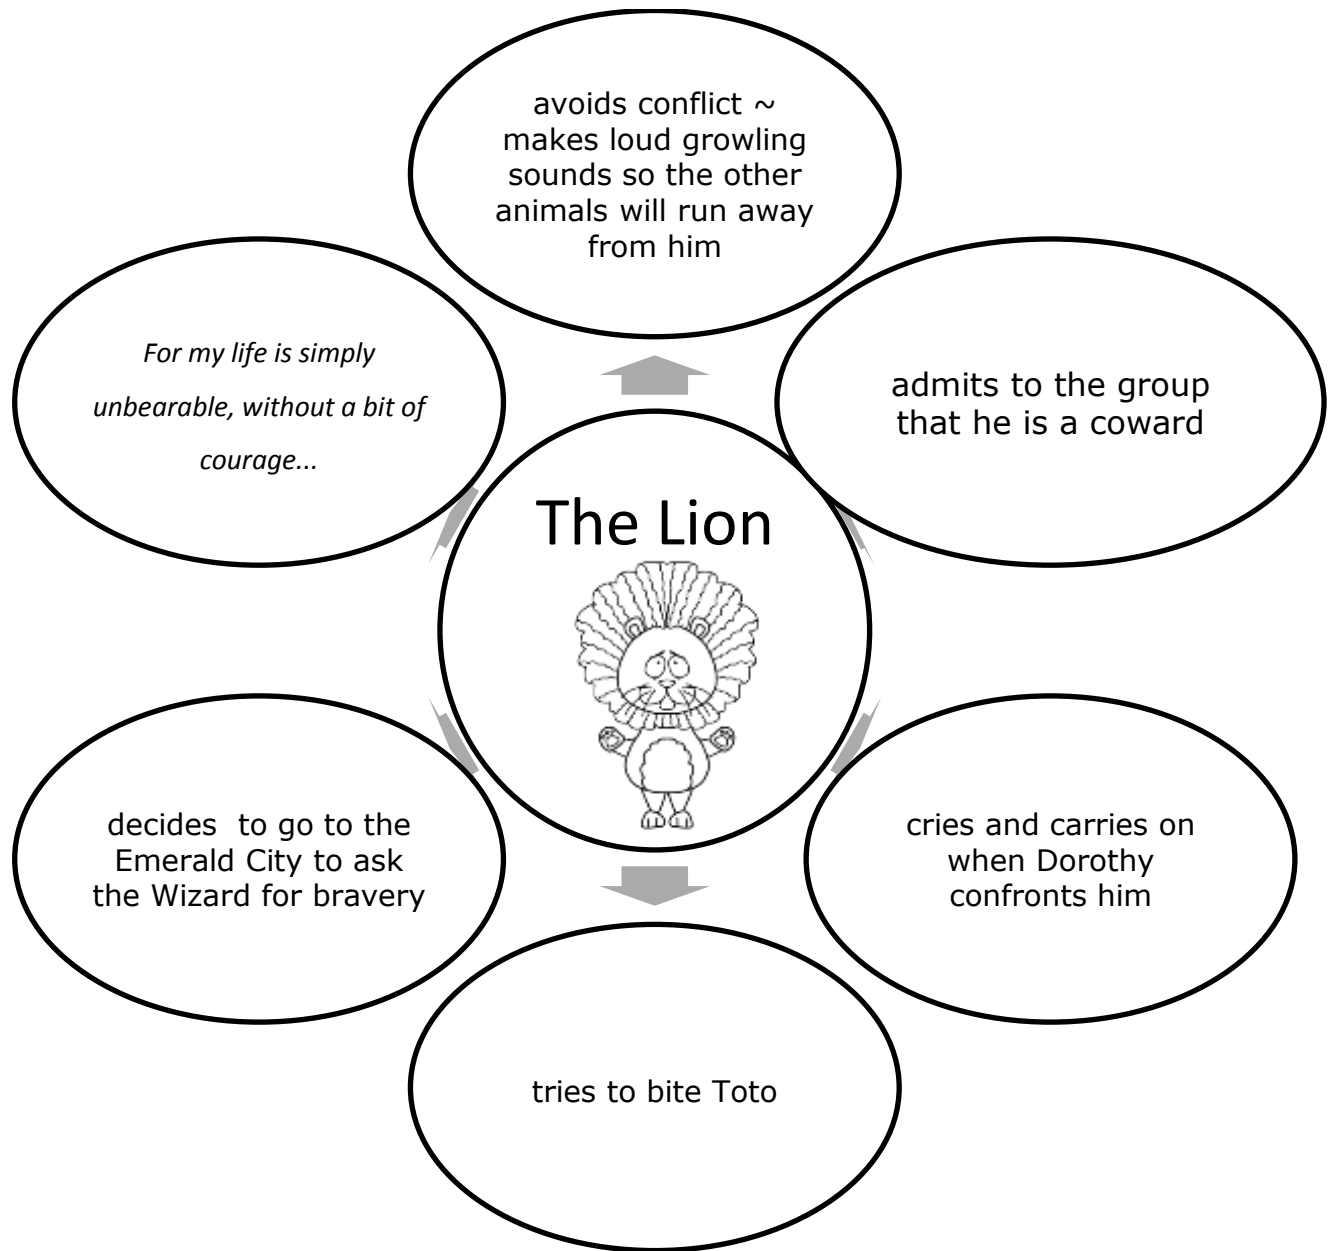 avoids conflict ~
makes loud growling
sounds so the other
animals will run away
from him
For my life is simply
unbearable, without a bit of
courage...
admits to the group
that he is a coward
The Lion
decides  to go to the
Emerald City to ask
the Wizard for bravery
cries and carries on
when Dorothy
confronts him
tries to bite Toto